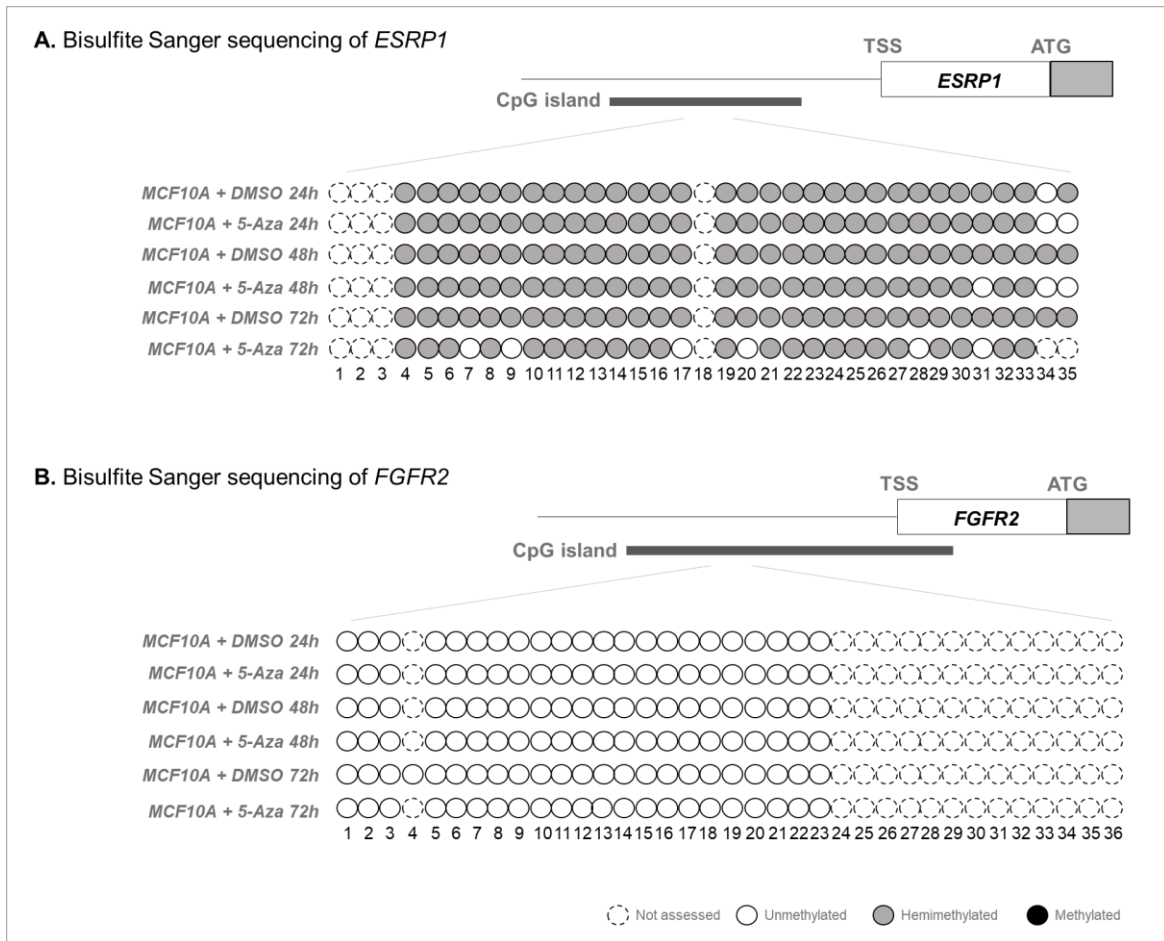 A. Bisulfite Sanger sequencing of ESRP1
TSS ATG
ESRP1
CpG island
MCF10A + DMSO 24h
MCF10A + 5-Aza 24h
MCF10A + DMSO 48h
MCF10A + 5-Aza 48h
MCF10A + DMSO 72h
MCF10A + 5-Aza 72h
1 2 3 4 5 6 7 8 9 10 11 12 13 14 15 16 17 18 19 20 21 22 23 24 25 26 27 28 29 30 31 32 33 34 35
B. Bisulfite Sanger sequencing of FGFR2
TSS ATG
FGFR2
CpG island
MCF10A + DMSO 24h
MCF10A + 5-Aza 24h
MCF10A + DMSO 48h
MCF10A + 5-Aza 48h
MCF10A + DMSO 72h
MCF10A + 5-Aza 72h
1 2 3 4 5 6 7 8 9 10 11 12 13 14 15 16 17 18 19 20 21 22 23 24 25 26 27 28 29 30 31 32 33 34 35 36
Not assessed Unmethylated Hemimethylated Methylated